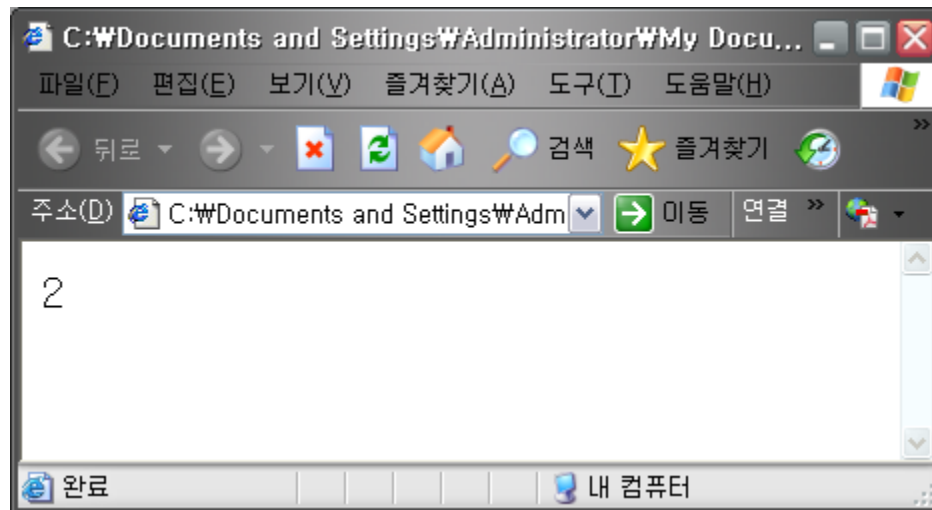 C:₩Documents and Settings₩Administrator₩My Docu...
파일(F) 편집(E) 보기(V) 즐겨찾기(A) 도구(T) 도움말(H)
뒤로 검색 즐겨찾기 »
주소(D) C:₩Documents and Settings₩Adm 이동 연결 »
2
완료 내 컴퓨터